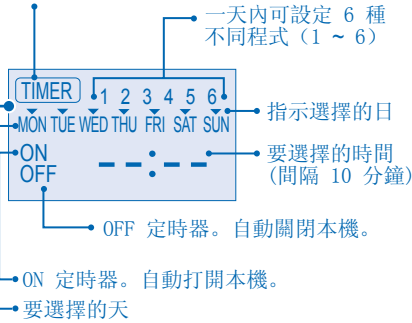 一天內可設定 6 種
不同程式（1 ~ 6）
TIMER 1 2 3 4 5 6
MON TUE WED THU FRI SAT SUN
指示選擇的日
ON
OFF
--:--
要選擇的時間
(間隔 10 分鐘)
OFF 定時器。自動關閉本機。
ON 定時器。自動打開本機。
要選擇的天